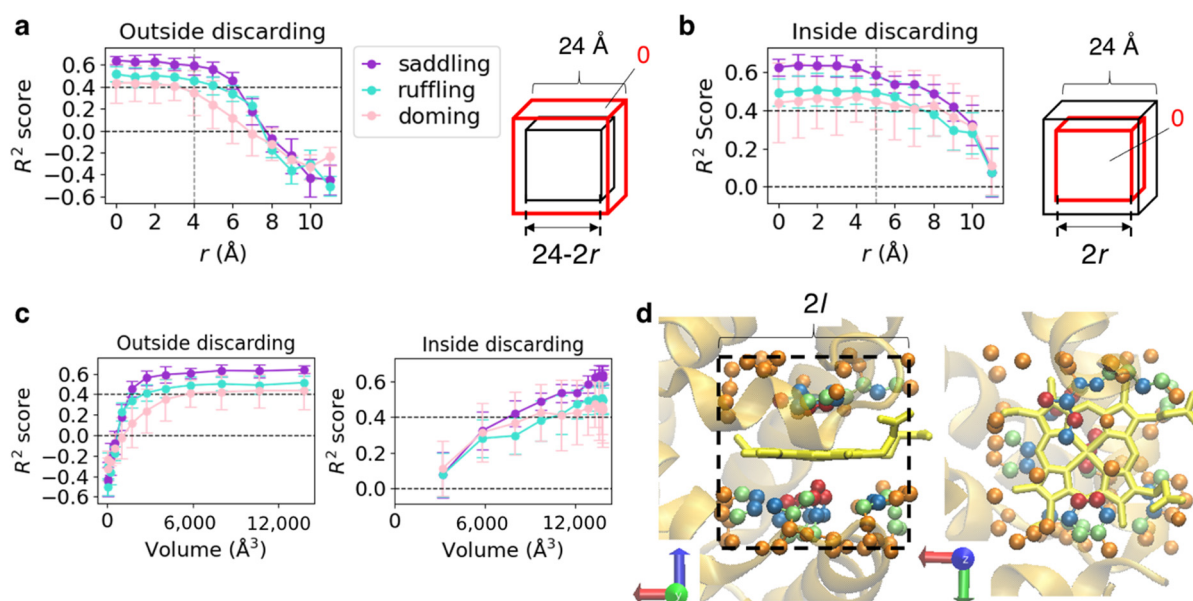 a
Outside discarding
R² score
0.6
0.4
0.0
−0.2
−0.4
−0.6
0 2 4 6 8 10
r (Å)
saddling
ruffling
doming
24 Å
0
24-2r
b
Inside discarding
R² Score
0.6
0.4
0.2
0.0
0 2 4 6 8 10
r (Å)
24 Å
0
2r
c
Outside discarding
R² score
0.6
0.4
0.0
−0.2
−0.4
−0.6
0 6,000 12,000
Volume (Å³)
Inside discarding
R² score
0.6
0.4
0.2
0.0
0 6,000 12,000
Volume (Å³)
d
2l
y
z